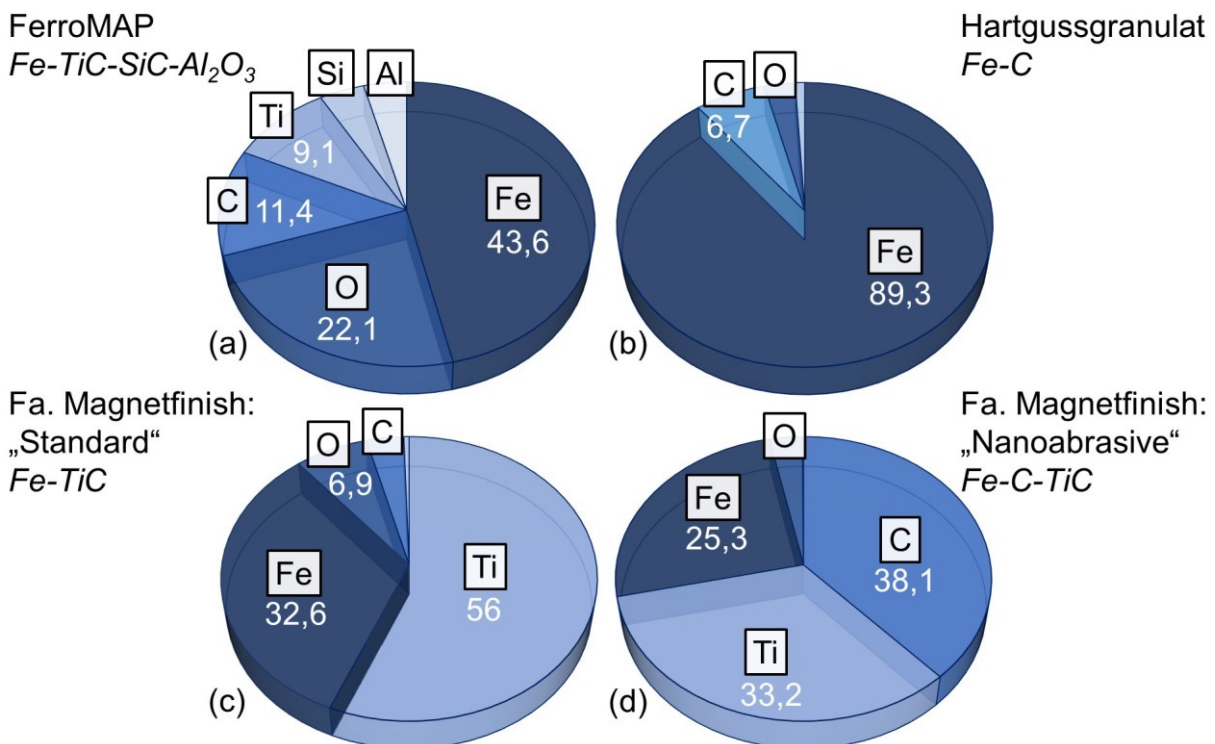 FerroMAP
Fe-TiC-SiC-Al₂O₃
Si
Al
Ti
9,1
C
11,4
Fe
43,6
O
22,1
(a)
Hartgussgranulat
Fe-C
C
6,7
O
Fe
89,3
(b)
Fa. Magnetfinish:
„Standard“
Fe-TiC
O
6,9
C
Fe
32,6
Ti
56
(c)
Fa. Magnetfinish:
„Nanoabrasive“
Fe-C-TiC
O
Fe
25,3
C
38,1
Ti
33,2
(d)